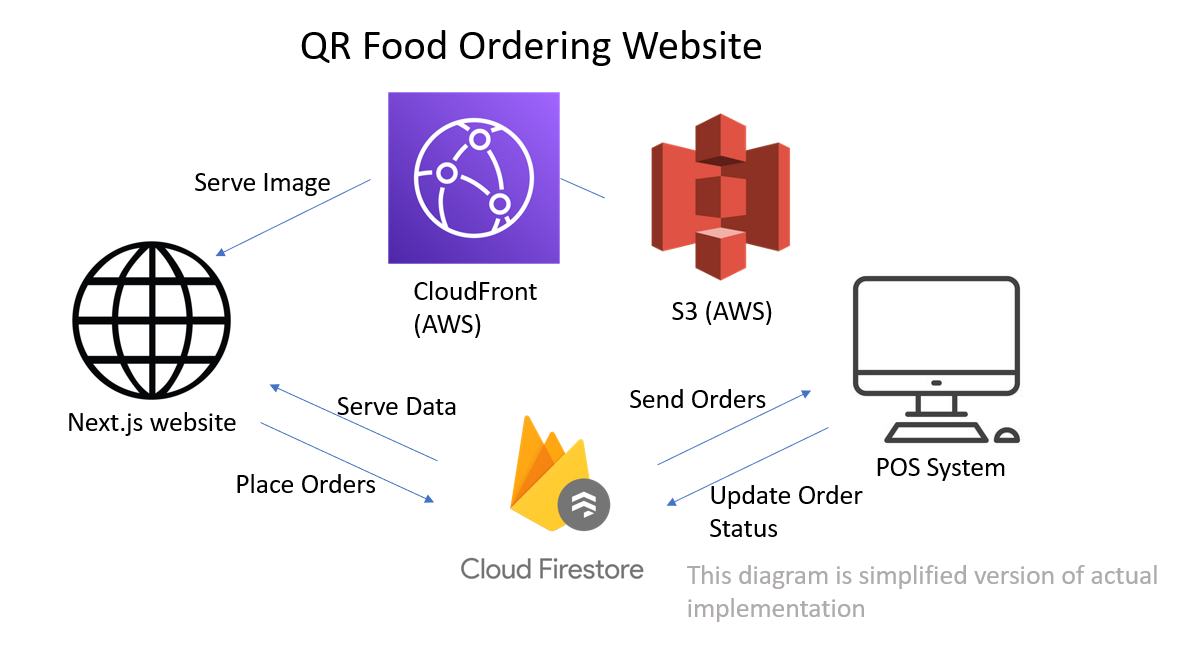 QR Food Ordering Website
Serve Image
CloudFront
(AWS)
S3 (AWS)
Next.js website
Serve Data
Send Orders
Place Orders
POS System
Update Order
Status
Cloud Firestore
This diagram is simplified version of actual
implementation